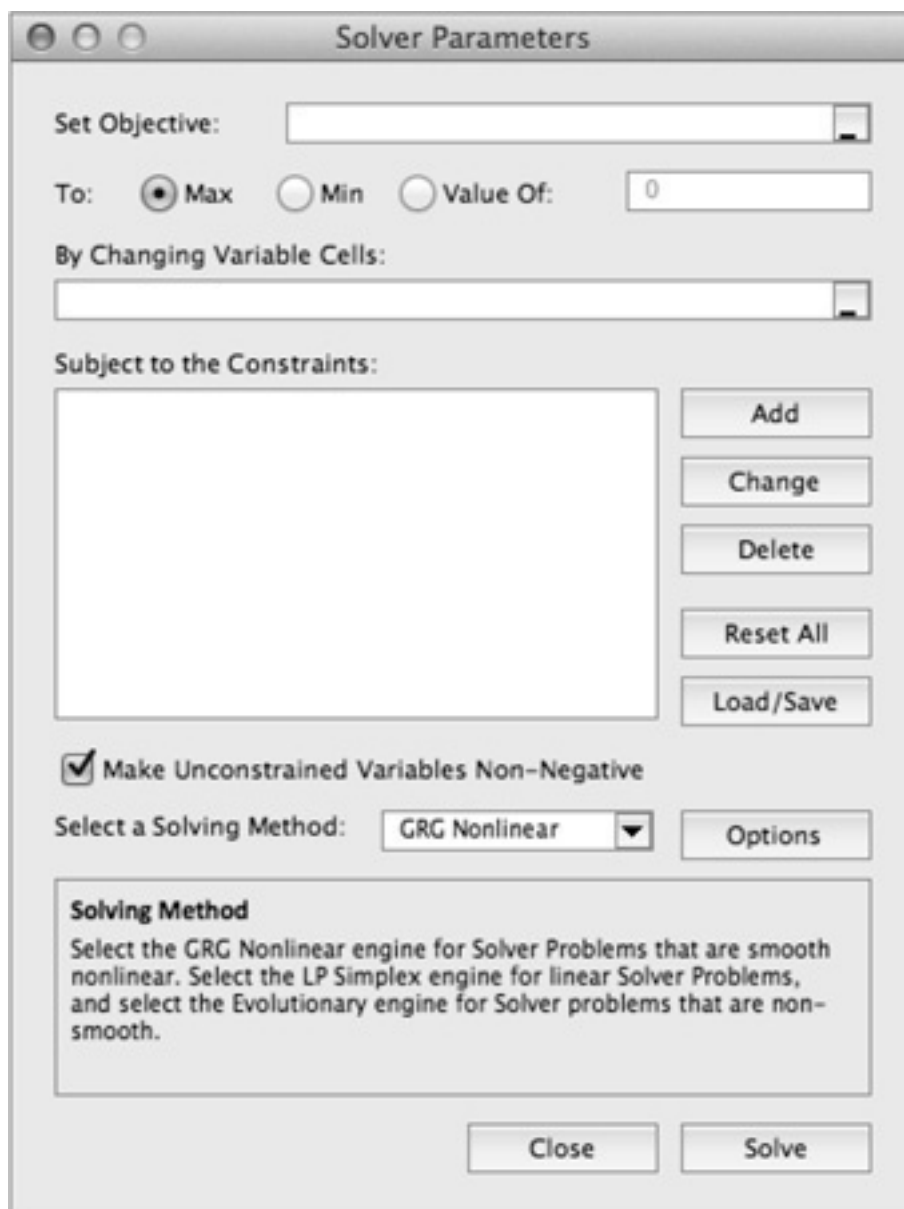 Solver Parameters
Set Objective:
To: Max Min Value Of: 0
By Changing Variable Cells:
Subject to the Constraints:
Add
Change
Delete
Reset All
Load/Save
Make Unconstrained Variables Non-Negative
Select a Solving Method: GRG Nonlinear Options
Solving Method
Select the GRG Nonlinear engine for Solver Problems that are smooth
nonlinear. Select the LP Simplex engine for linear Solver Problems,
and select the Evolutionary engine for Solver problems that are non-
smooth.
Close Solve